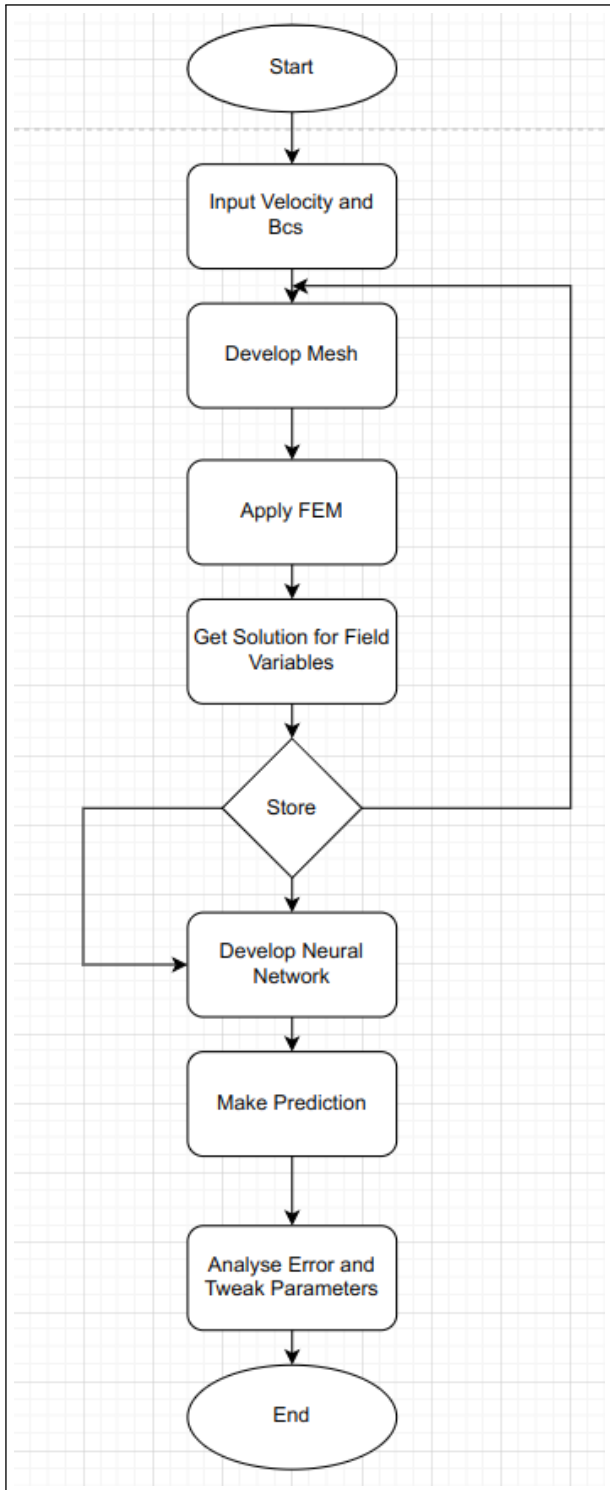 Start
Input Velocity and
Bcs
Develop Mesh
Apply FEM
Get Solution for Field
Variables
Store
Develop Neural
Network
Make Prediction
Analyse Error and
Tweak Parameters
End